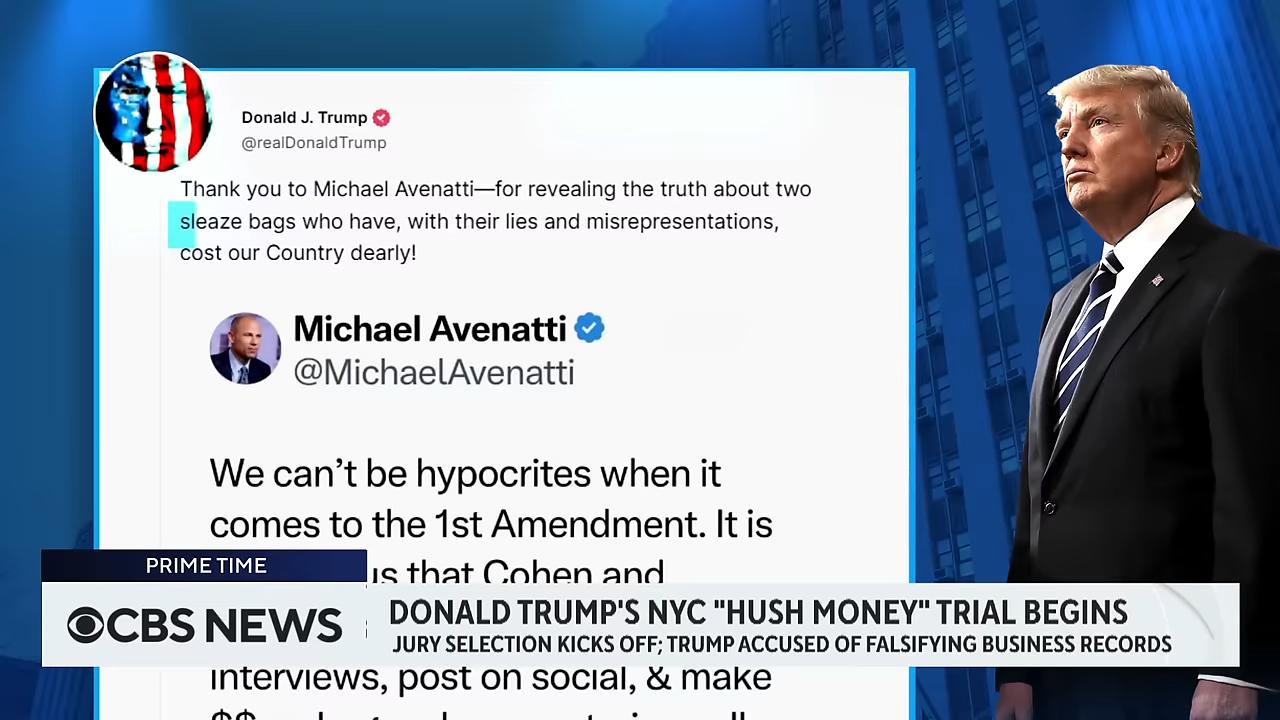 Donald J. Trump
@realDonaldTrump
Thank you to Michael Avenatti—for revealing the truth about two
sleaze bags who have, with their lies and misrepresentations,
cost our Country dearly!
Michael Avenatti
@MichaelAvenatti
We can't be hypocrites when it
comes to the 1st Amendment. It is
us that Cohen and
interviews, post on social, & make
PRIME TIME
CBS NEWS
DONALD TRUMP'S NYC "HUSH MONEY" TRIAL BEGINS
JURY SELECTION KICKS OFF; TRUMP ACCUSED OF FALSIFYING BUSINESS RECORDS